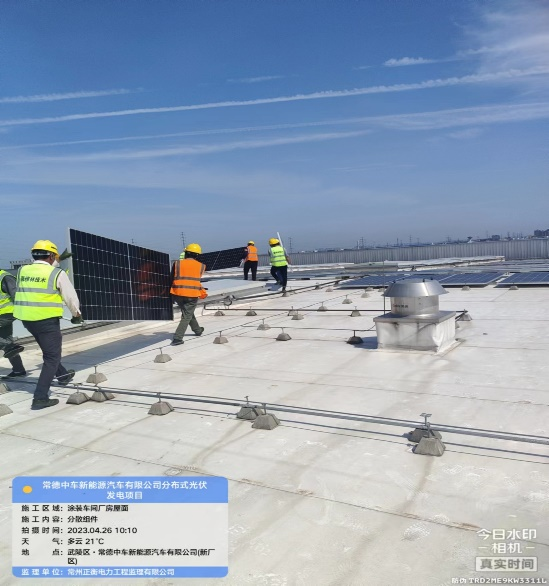 常德中车新能源汽车有限公司分布式光伏
发电项目
施工区域：涂装车间厂房屋面
施工内容：分散组件
拍摄时间：2023.04.26 10:10
天　　气：多云 21℃
地　　点：武陵区·常德中车新能源汽车有限公司(新厂
区)
监理单位：常州正衡电力工程监理有限公司
今日水印
相机
真实时间
防伪 TRD2ME9KW3311V